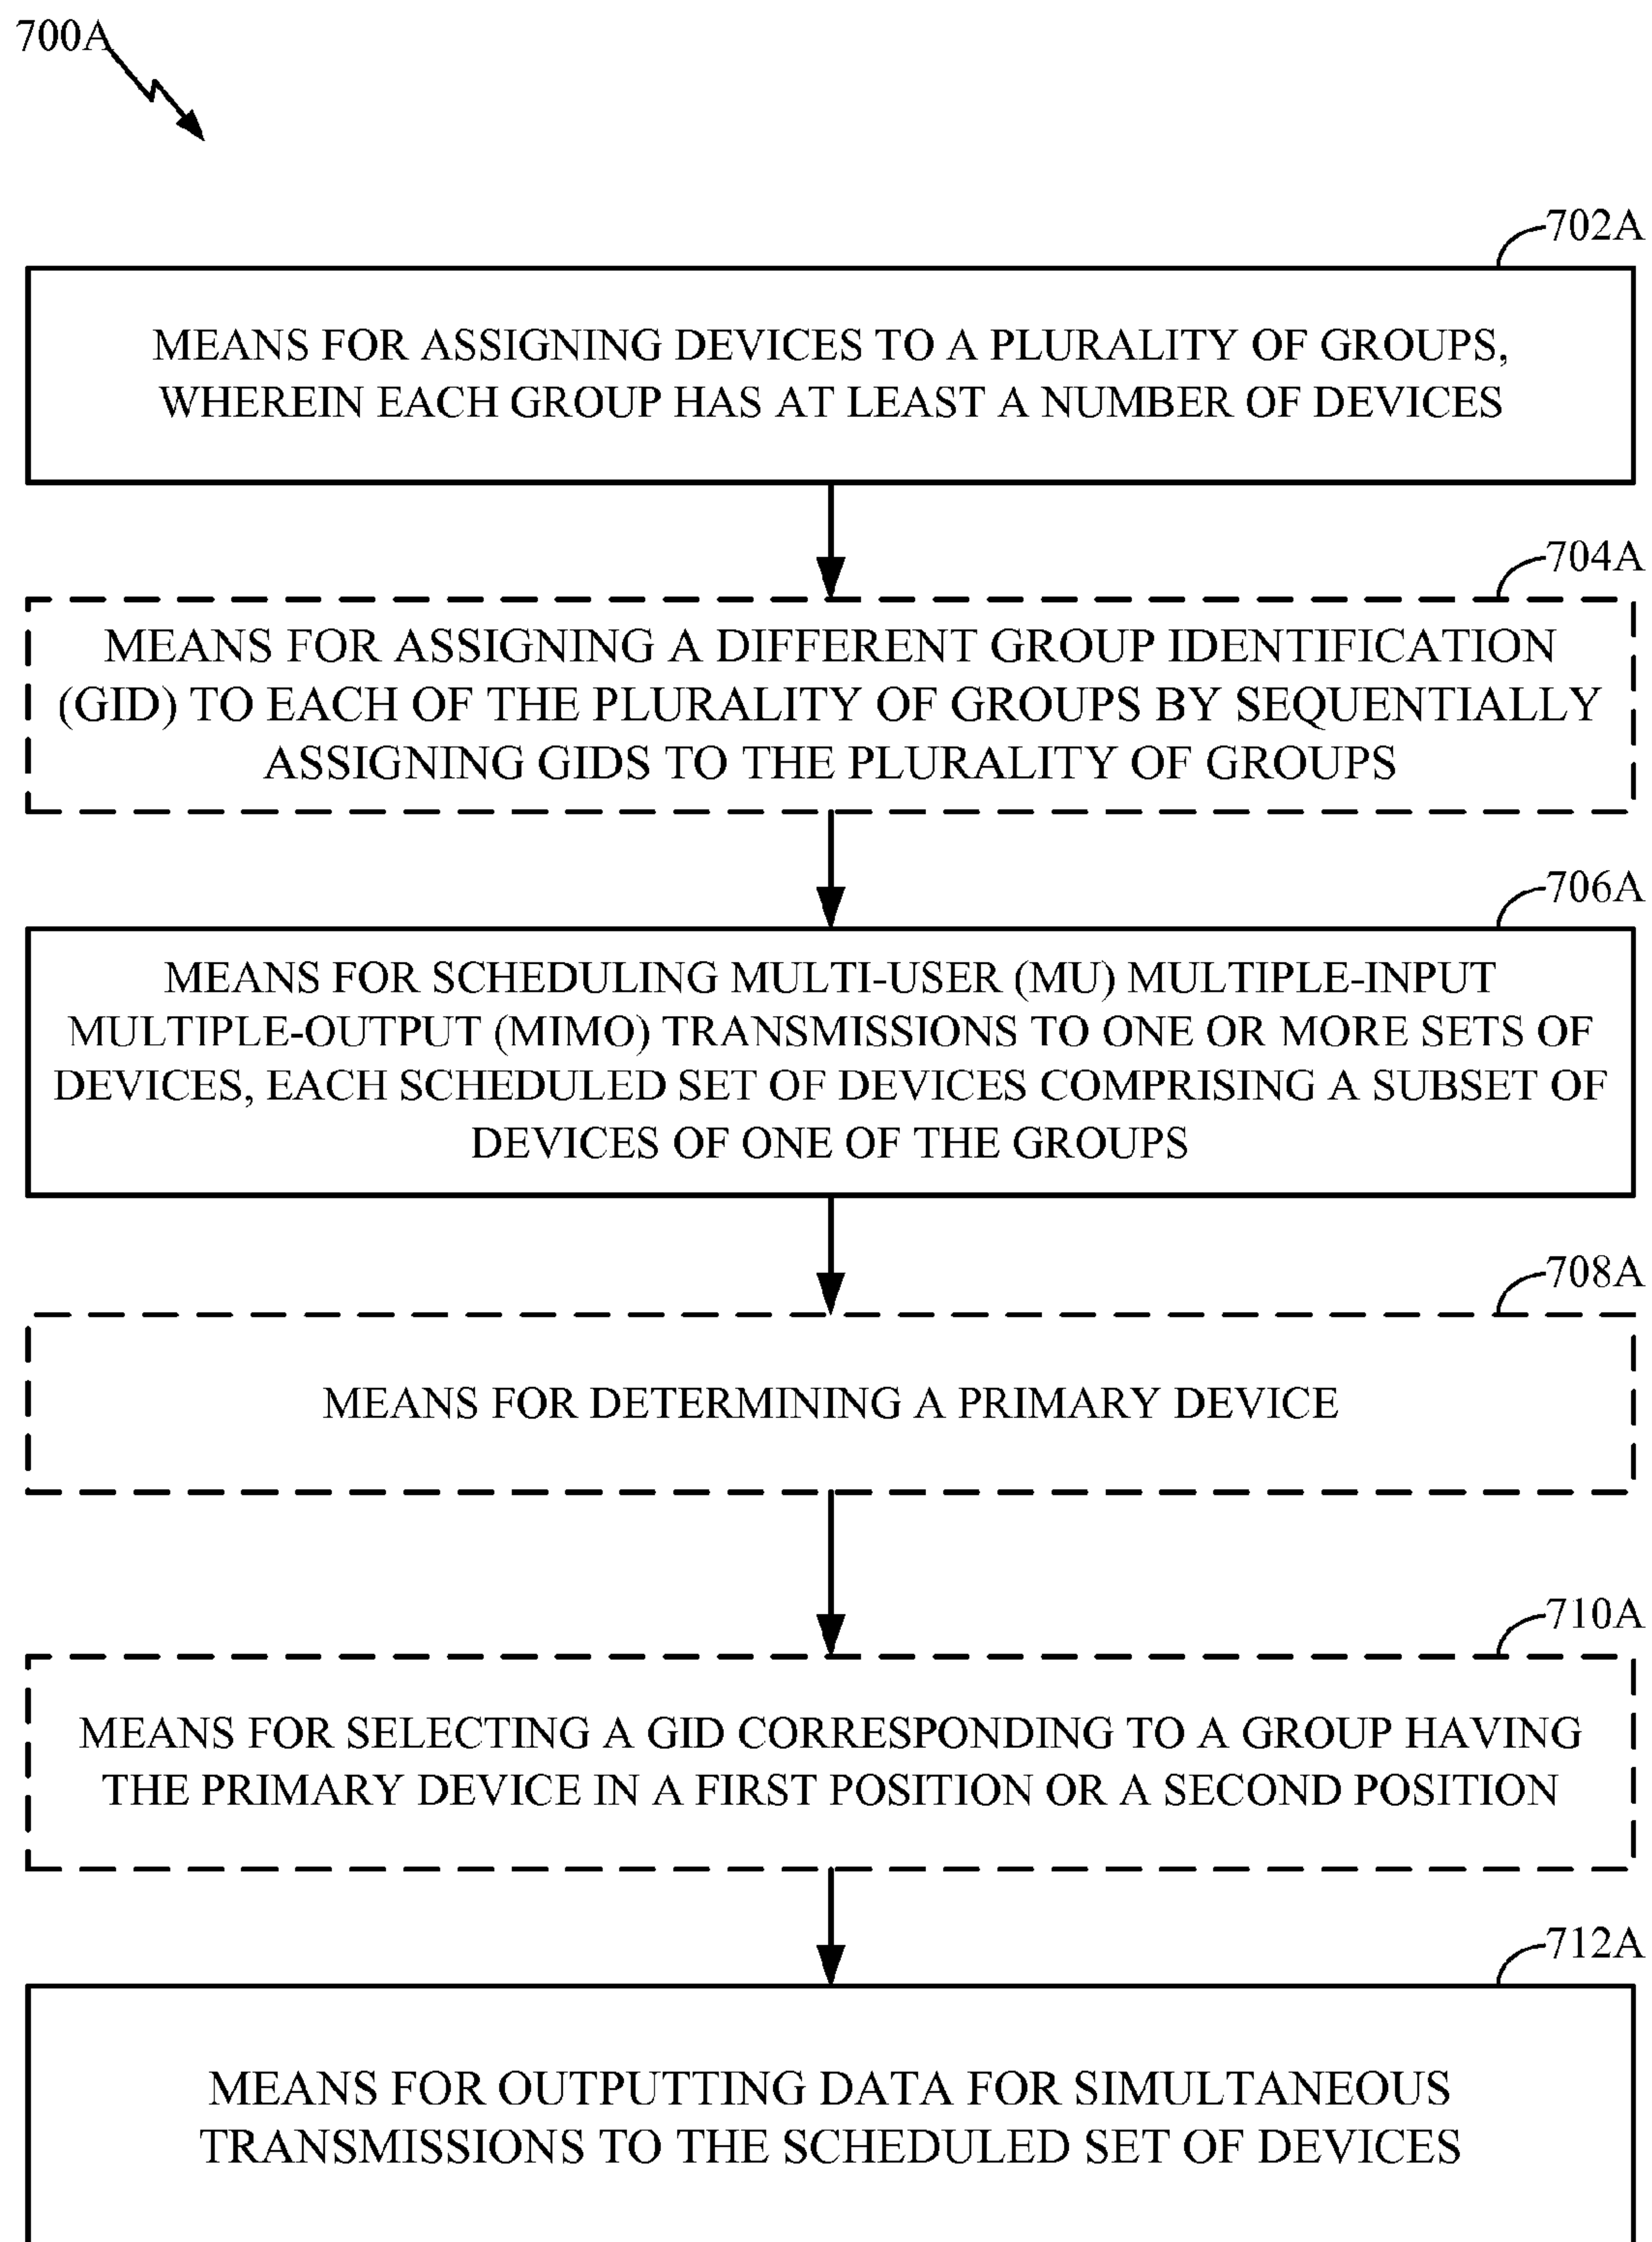 700A
702A
MEANS FOR ASSIGNING DEVICES TO A PLURALITY OF GROUPS,
WHEREIN EACH GROUP HAS AT LEAST A NUMBER OF DEVICES
704A
MEANS FOR ASSIGNING A DIFFERENT GROUP IDENTIFICATION
(GID) TO EACH OF THE PLURALITY OF GROUPS BY SEQUENTIALLY
ASSIGNING GIDS TO THE PLURALITY OF GROUPS
706A
MEANS FOR SCHEDULING MULTI-USER (MU) MULTIPLE-INPUT
MULTIPLE-OUTPUT (MIMO) TRANSMISSIONS TO ONE OR MORE SETS OF
DEVICES, EACH SCHEDULED SET OF DEVICES COMPRISING A SUBSET OF
DEVICES OF ONE OF THE GROUPS
708A
MEANS FOR DETERMINING A PRIMARY DEVICE
710A
MEANS FOR SELECTING A GID CORRESPONDING TO A GROUP HAVING
THE PRIMARY DEVICE IN A FIRST POSITION OR A SECOND POSITION
712A
MEANS FOR OUTPUTTING DATA FOR SIMULTANEOUS
TRANSMISSIONS TO THE SCHEDULED SET OF DEVICES